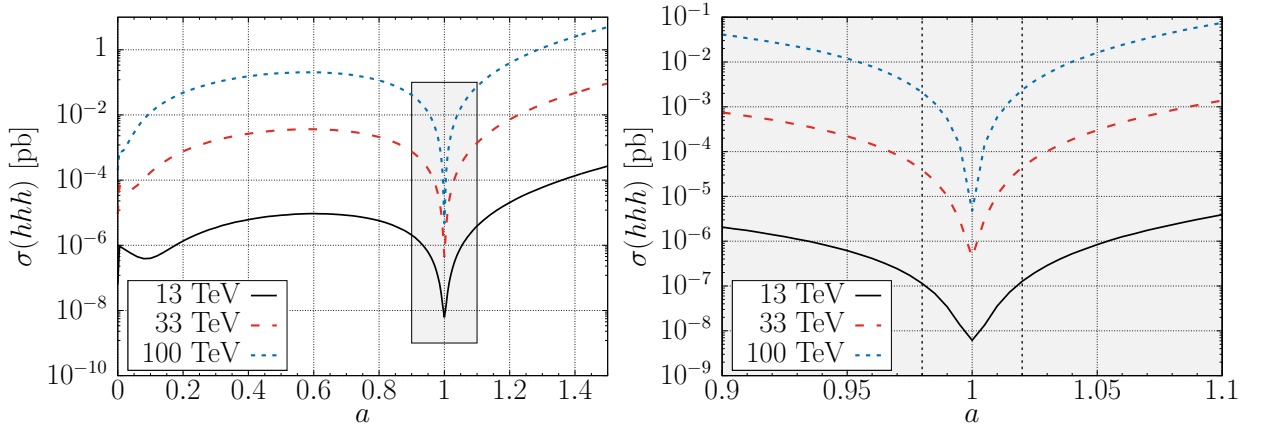 σ(hhh) [pb]
1
10⁻²
10⁻⁴
10⁻⁶
10⁻⁸
10⁻¹⁰
13 TeV
33 TeV
100 TeV
0 0.2 0.4 0.6 0.8 1 1.2 1.4
a
σ(hhh) [pb]
10⁻¹
10⁻²
10⁻³
10⁻⁴
10⁻⁵
10⁻⁶
10⁻⁷
10⁻⁸
10⁻⁹
13 TeV
33 TeV
100 TeV
0.9 0.95 1 1.05 1.1
a